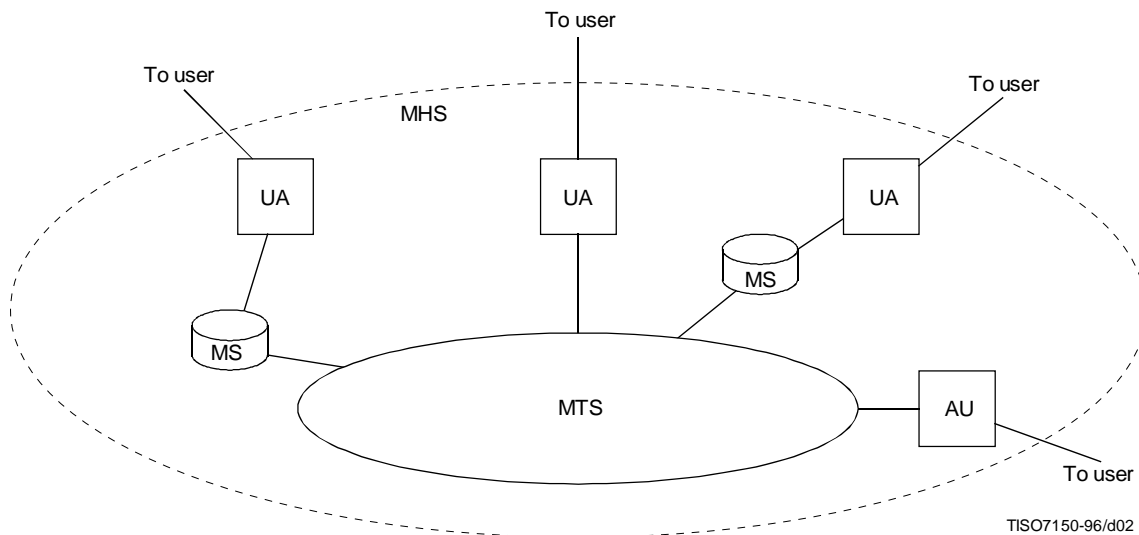 To user
To user
To user
MHS
UA
UA
UA
MS
MS
MTS
AU
To user
TISO7150-96/d02